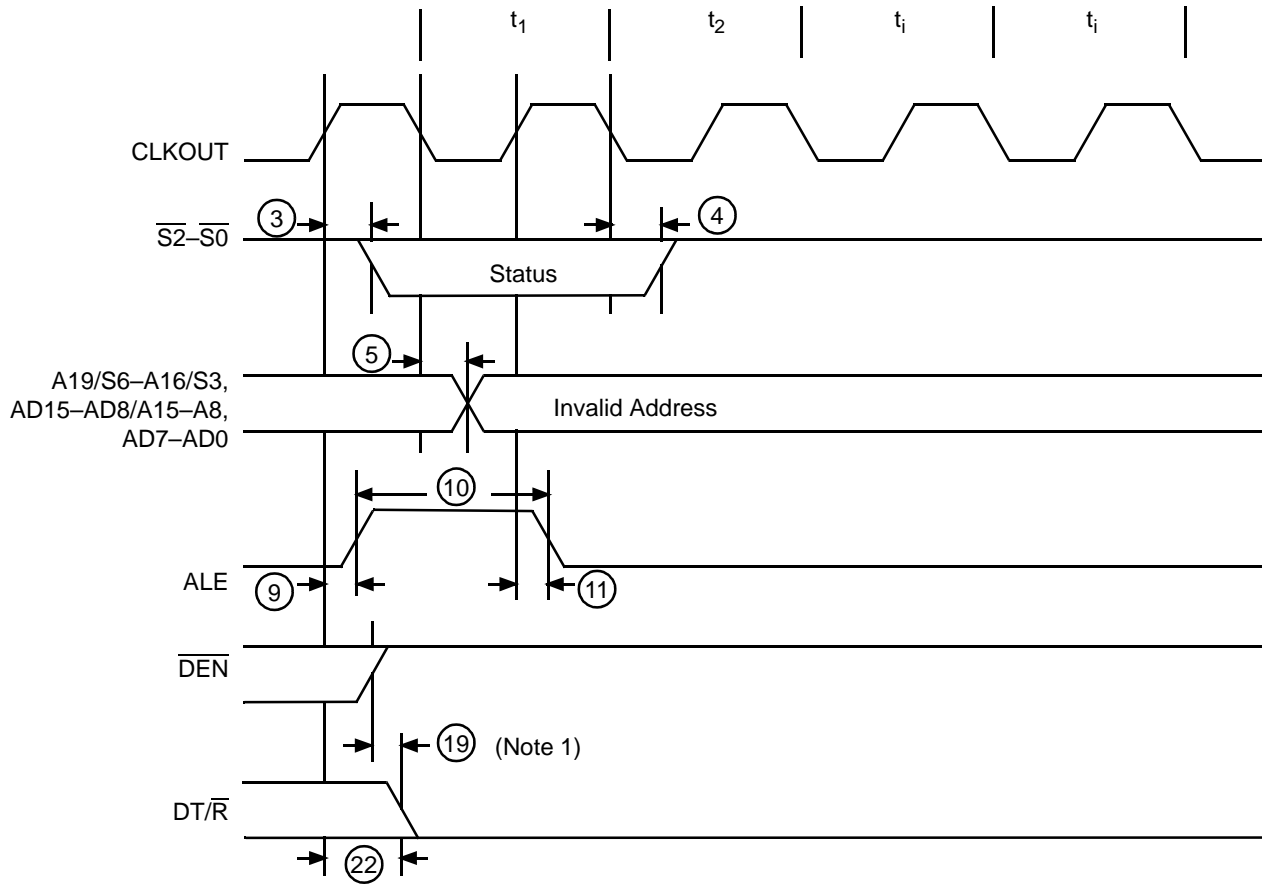 t1 t2 ti ti
CLKOUT
3 4
S2–S0
Status
5
A19/S6–A16/S3,
AD15–AD8/A15–A8,
AD7–AD0
Invalid Address
10
ALE
9 11
DEN
19 (Note 1)
DT/R
22